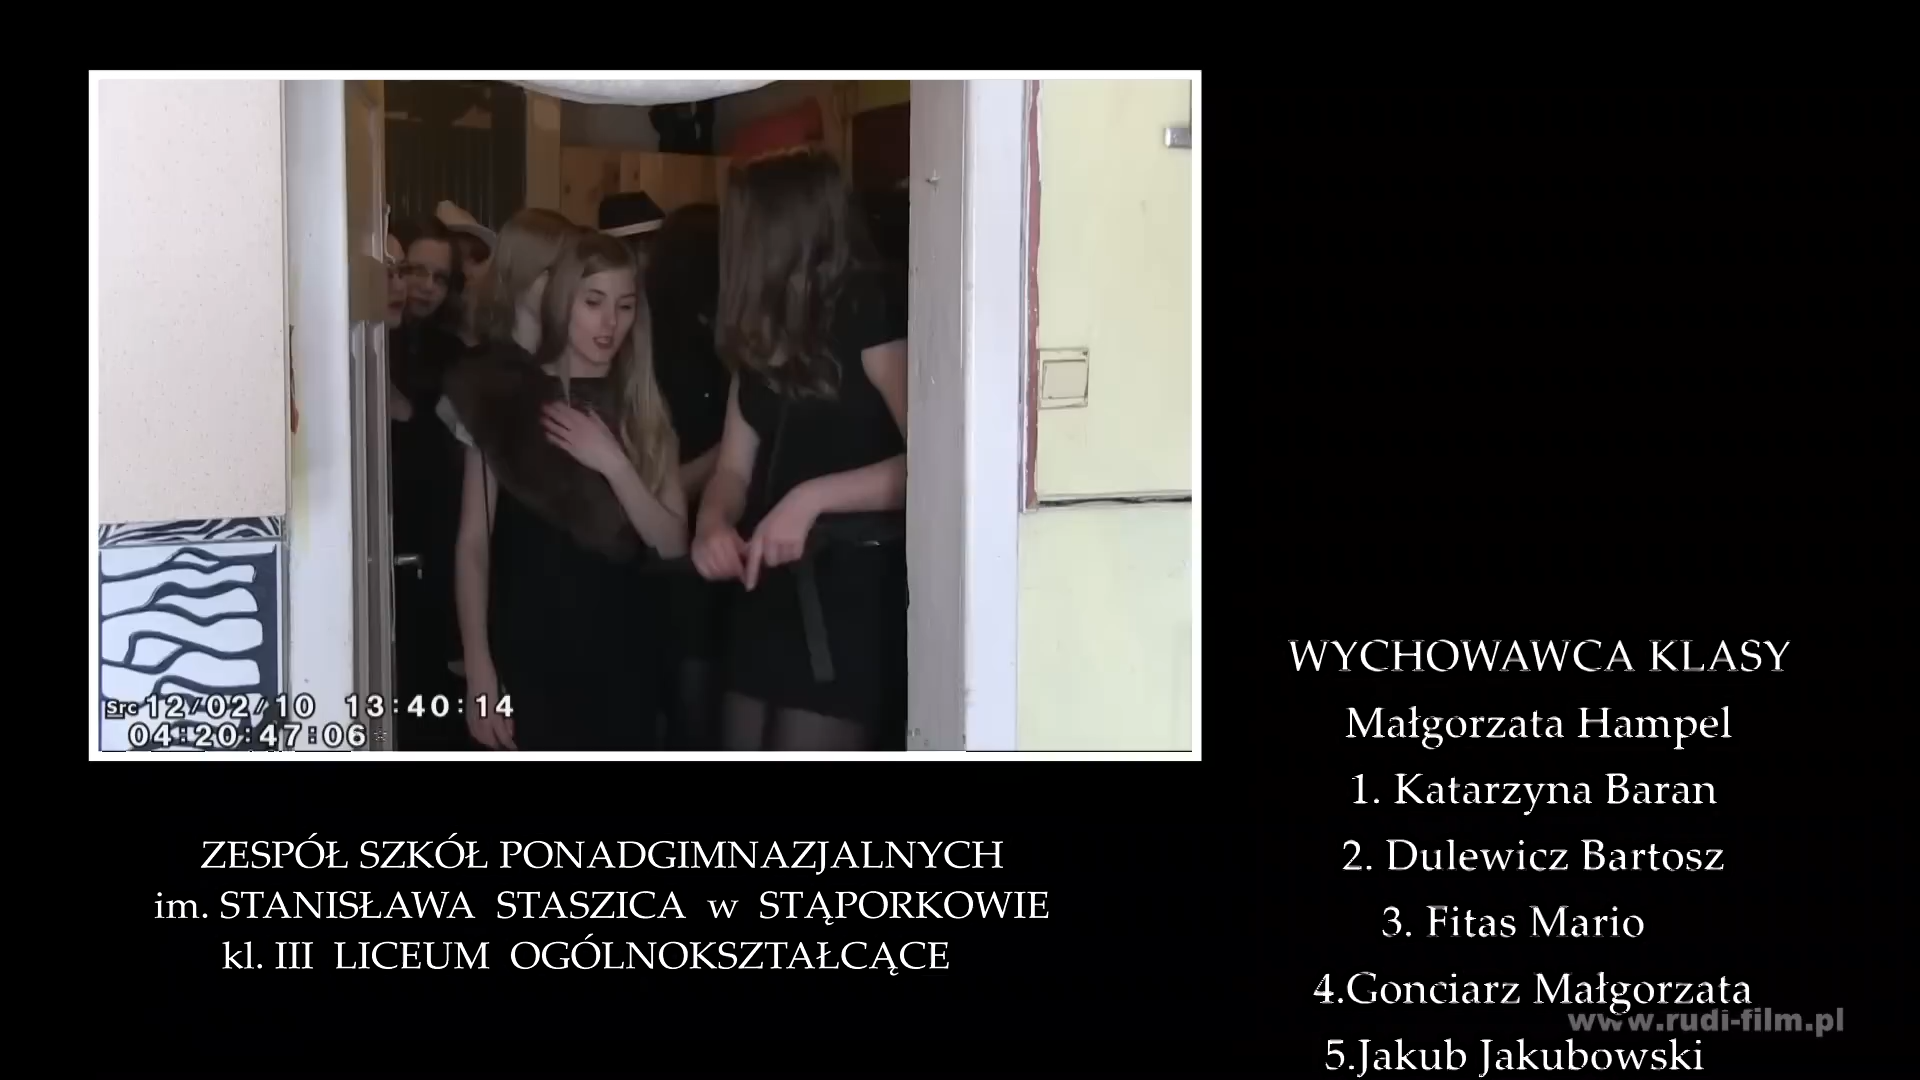 Src12/02/10 13:40:14
04:20:47:06
ZESPÓŁ SZKÓŁ PONADGIMNAZJALNYCH
im. STANISŁAWA STASZICA w STĄPORKOWIE
kl. III LICEUM OGÓLNOKSZTAŁCĄCE
WYCHOWAWCA KLASY
Małgorzata Hampel
1. Katarzyna Baran
2. Dulewicz Bartosz
3. Fitas Mario
4.Gonciarz Małgorzata
www.rudi-film.pl
5.Jakub Jakubowski